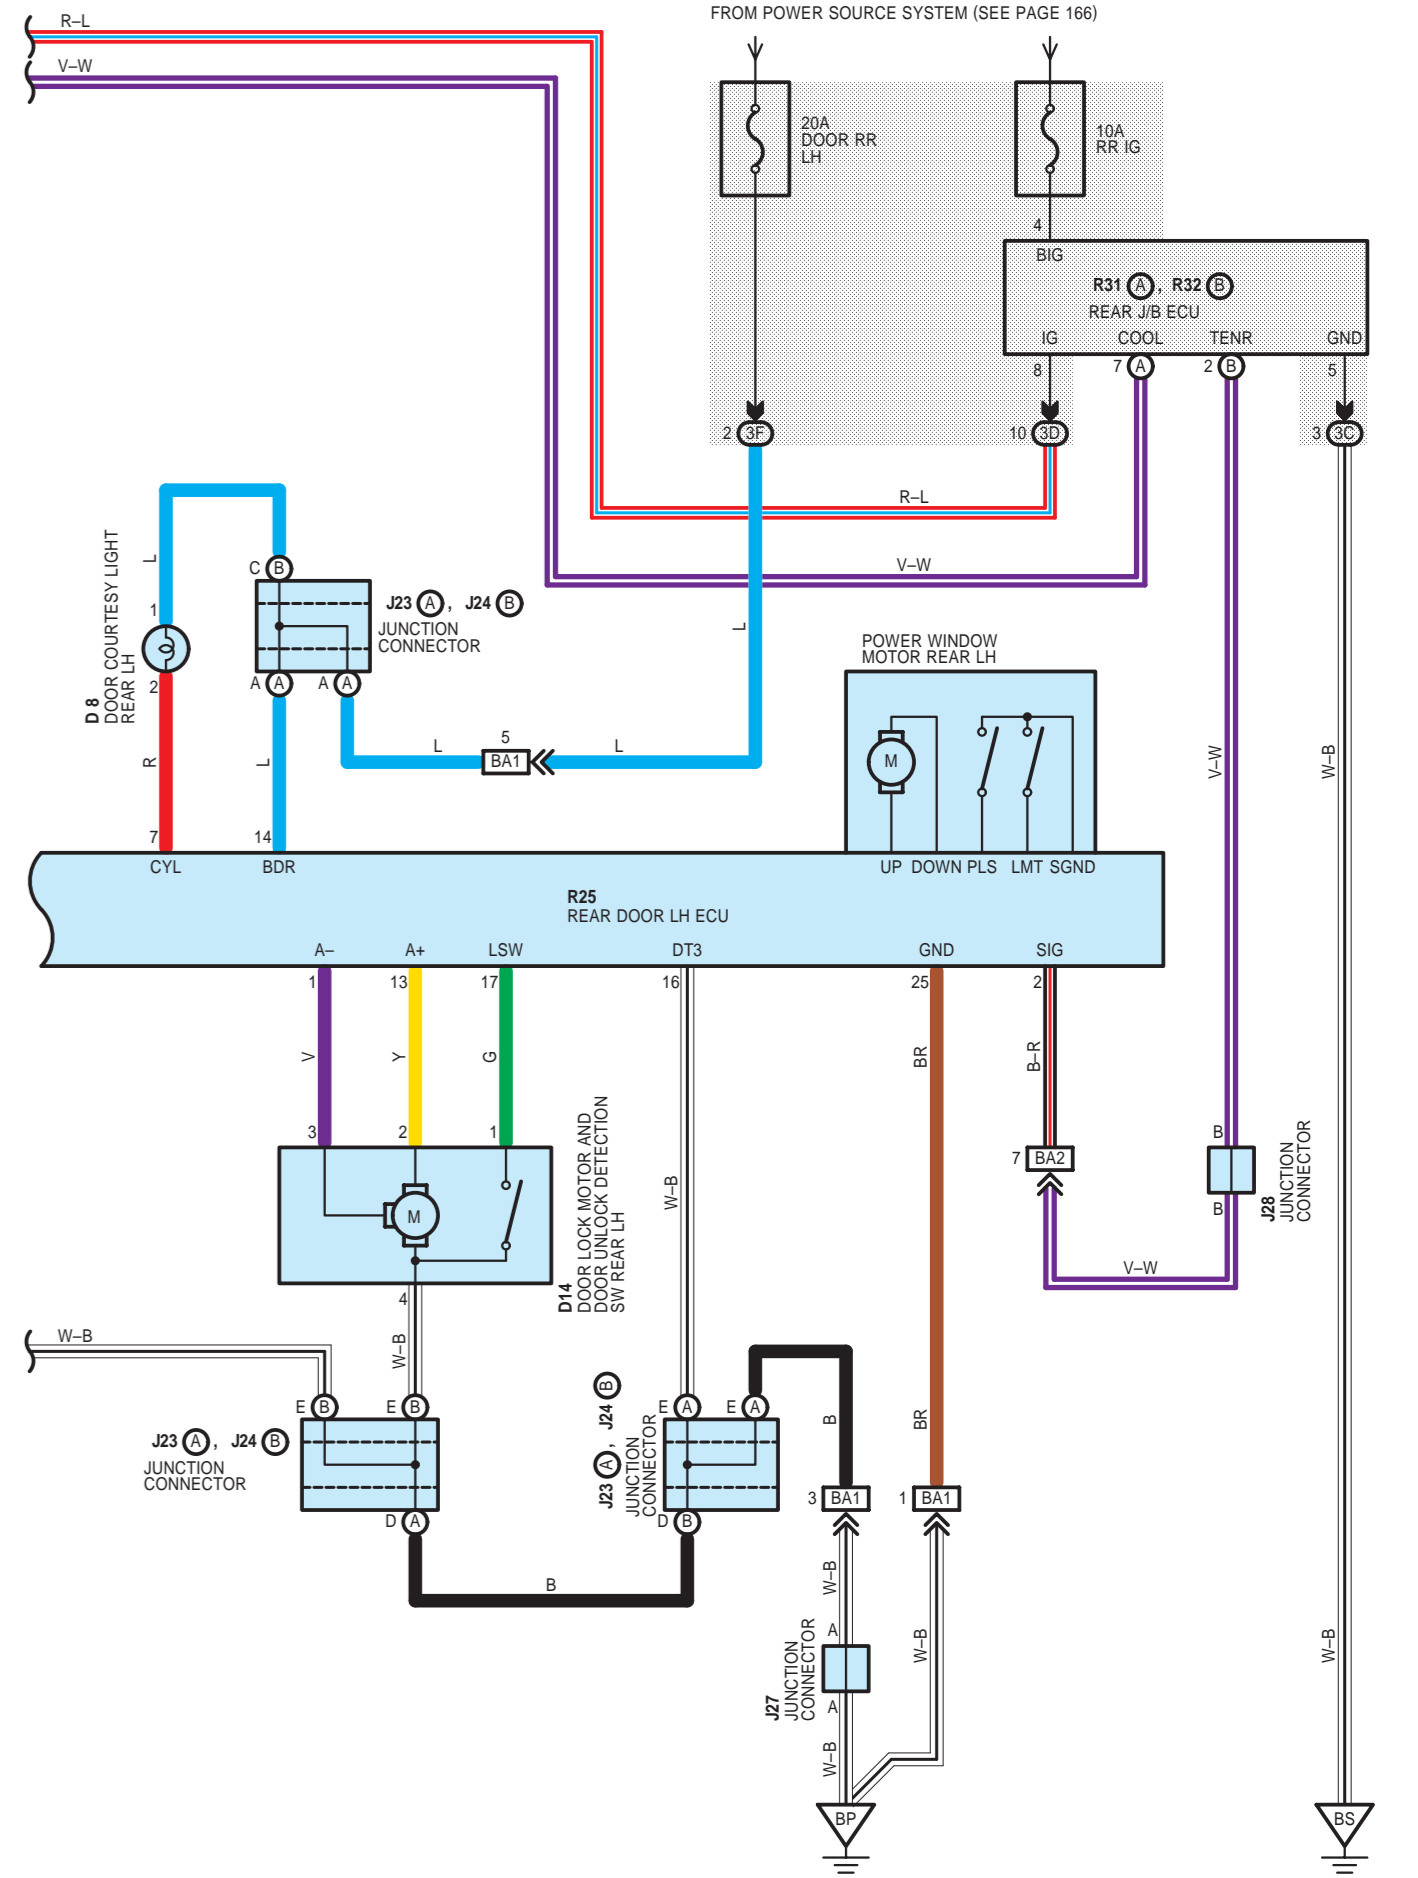 FROM POWER SOURCE SYSTEM (SEE PAGE 166)
R–L
V–W
20A
DOOR RR
LH
10A
RR IG
4
BIG
R31 A , R32 B
REAR J/B ECU
IG COOL TENR GND
8
7 A
2 B
5
2 3F
10 3D
3 3C
R–L
V–W
L
C B
J23 A , J24 B
JUNCTION
CONNECTOR
D 8
DOOR COURTESY LIGHT
REAR LH
1
2
L
A A
A A
POWER WINDOW
MOTOR REAR LH
R
L
L
5
BA1
L
M
V–W
W–B
7
14
CYL BDR UP DOWN PLS LMT SGND
R25
REAR DOOR LH ECU
A– A+ LSW DT3 GND SIG
1
13
17
16
25
2
V
Y
G
BR
B–R
3
2
1
M
D14
DOOR LOCK MOTOR AND
DOOR UNLOCK DETECTION
SW REAR LH
W–B
7 BA2
B
B
J28
JUNCTION
CONNECTOR
V–W
4
W–B
W–B
E B
E B
J23 A , J24 B
JUNCTION
CONNECTOR
D A
J23 A , J24 B
JUNCTION
CONNECTOR
E A
E A
D B
B
B
BR
3 BA1
1 BA1
W–B
A
J27
JUNCTION
CONNECTOR
A
W–B
W–B
W–B
BP
BS